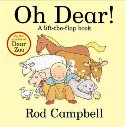 Oh Dear!
A lift-the-flap book
Dear Zoo
Rod Campbell